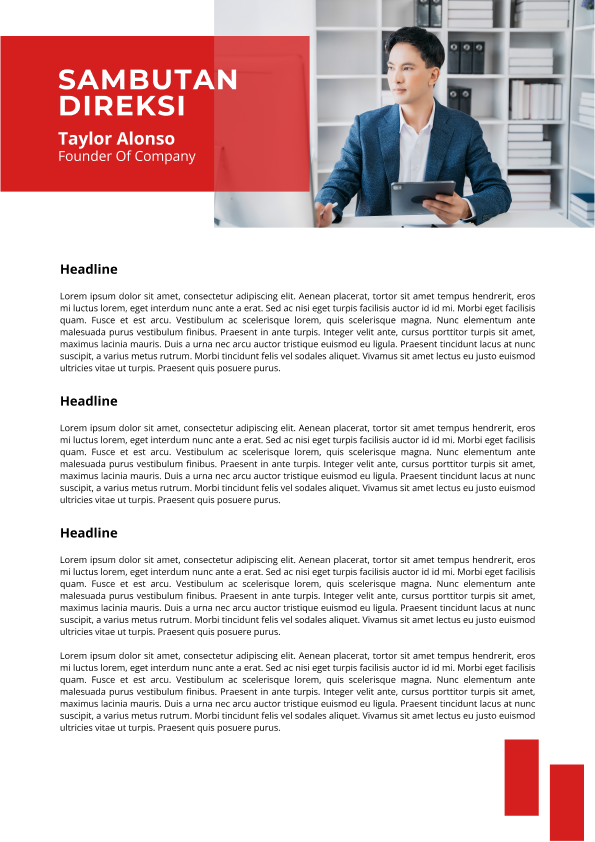 SAMBUTAN
DIREKSI
Taylor Alonso
Founder Of Company
Headline
Lorem ipsum dolor sit amet, consectetur adipiscing elit. Aenean placerat, tortor sit amet tempus hendrerit, eros
mi luctus lorem, eget interdum nunc ante a erat. Sed ac nisi eget turpis facilisis auctor id id mi. Morbi eget facilisis
quam. Fusce et est arcu. Vestibulum ac scelerisque lorem, quis scelerisque magna. Nunc elementum ante
malesuada purus vestibulum finibus. Praesent in ante turpis. Integer velit ante, cursus porttitor turpis sit amet,
maximus lacinia mauris. Duis a urna nec arcu auctor tristique euismod eu ligula. Praesent tincidunt lacus at nunc
suscipit, a varius metus rutrum. Morbi tincidunt felis vel sodales aliquet. Vivamus sit amet lectus eu justo euismod
ultricies vitae ut turpis. Praesent quis posuere purus.
Headline
Lorem ipsum dolor sit amet, consectetur adipiscing elit. Aenean placerat, tortor sit amet tempus hendrerit, eros
mi luctus lorem, eget interdum nunc ante a erat. Sed ac nisi eget turpis facilisis auctor id id mi. Morbi eget facilisis
quam. Fusce et est arcu. Vestibulum ac scelerisque lorem, quis scelerisque magna. Nunc elementum ante
malesuada purus vestibulum finibus. Praesent in ante turpis. Integer velit ante, cursus porttitor turpis sit amet,
maximus lacinia mauris. Duis a urna nec arcu auctor tristique euismod eu ligula. Praesent tincidunt lacus at nunc
suscipit, a varius metus rutrum. Morbi tincidunt felis vel sodales aliquet. Vivamus sit amet lectus eu justo euismod
ultricies vitae ut turpis. Praesent quis posuere purus.
Headline
Lorem ipsum dolor sit amet, consectetur adipiscing elit. Aenean placerat, tortor sit amet tempus hendrerit, eros
mi luctus lorem, eget interdum nunc ante a erat. Sed ac nisi eget turpis facilisis auctor id id mi. Morbi eget facilisis
quam. Fusce et est arcu. Vestibulum ac scelerisque lorem, quis scelerisque magna. Nunc elementum ante
malesuada purus vestibulum finibus. Praesent in ante turpis. Integer velit ante, cursus porttitor turpis sit amet,
maximus lacinia mauris. Duis a urna nec arcu auctor tristique euismod eu ligula. Praesent tincidunt lacus at nunc
suscipit, a varius metus rutrum. Morbi tincidunt felis vel sodales aliquet. Vivamus sit amet lectus eu justo euismod
ultricies vitae ut turpis. Praesent quis posuere purus.
Lorem ipsum dolor sit amet, consectetur adipiscing elit. Aenean placerat, tortor sit amet tempus hendrerit, eros
mi luctus lorem, eget interdum nunc ante a erat. Sed ac nisi eget turpis facilisis auctor id id mi. Morbi eget facilisis
quam. Fusce et est arcu. Vestibulum ac scelerisque lorem, quis scelerisque magna. Nunc elementum ante
malesuada purus vestibulum finibus. Praesent in ante turpis. Integer velit ante, cursus porttitor turpis sit amet,
maximus lacinia mauris. Duis a urna nec arcu auctor tristique euismod eu ligula. Praesent tincidunt lacus at nunc
suscipit, a varius metus rutrum. Morbi tincidunt felis vel sodales aliquet. Vivamus sit amet lectus eu justo euismod
ultricies vitae ut turpis. Praesent quis posuere purus.